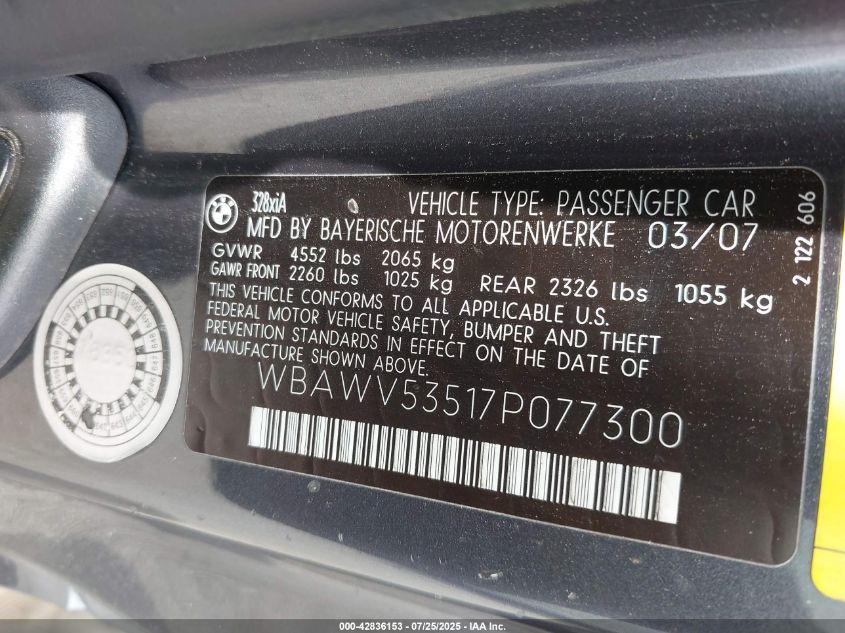 BMW
328xiA
VEHICLE TYPE: PASSENGER CAR
MFD BY BAYERISCHE MOTORENWERKE 03/07
GVWR 4552 lbs 2065 kg
GAWR FRONT 2260 lbs 1025 kg REAR 2326 lbs 1055 kg
THIS VEHICLE CONFORMS TO ALL APPLICABLE U.S.
FEDERAL MOTOR VEHICLE SAFETY, BUMPER AND THEFT
PREVENTION STANDARDS IN EFFECT ON THE DATE OF
MANUFACTURE SHOWN ABOVE.
WBAWV53517P077300
2 122 606
000-42836153 - 07/25/2025 - IAA Inc.